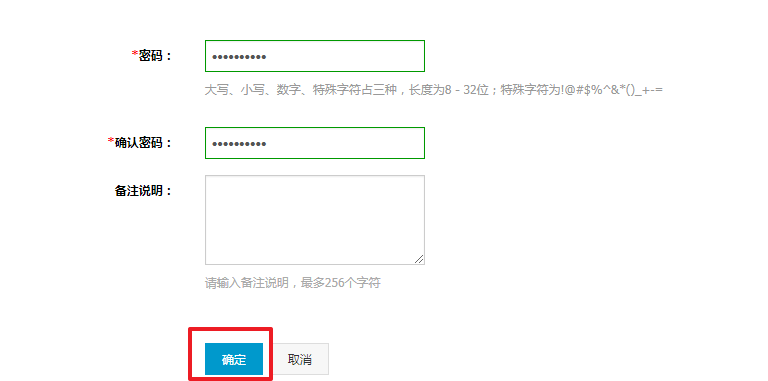 *密码：
••••••••••
大写、小写、数字、特殊字符占三种，长度为8 - 32位；特殊字符为!@#$%^&*()_+-=
*确认密码：
••••••••••
备注说明：
请输入备注说明，最多256个字符
确定 取消